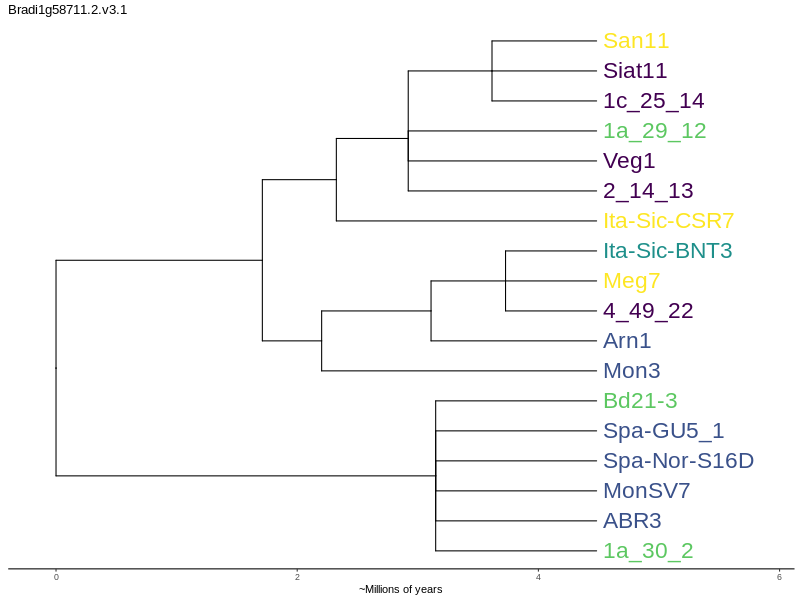 Bradi1g58711.2.v3.1
San11
Siat11
1c_25_14
1a_29_12
Veg1
2_14_13
Ita-Sic-CSR7
Ita-Sic-BNT3
Meg7
4_49_22
Arn1
Mon3
Bd21-3
Spa-GU5_1
Spa-Nor-S16D
MonSV7
ABR3
1a_30_2
0 2 4 6
~Millions of years